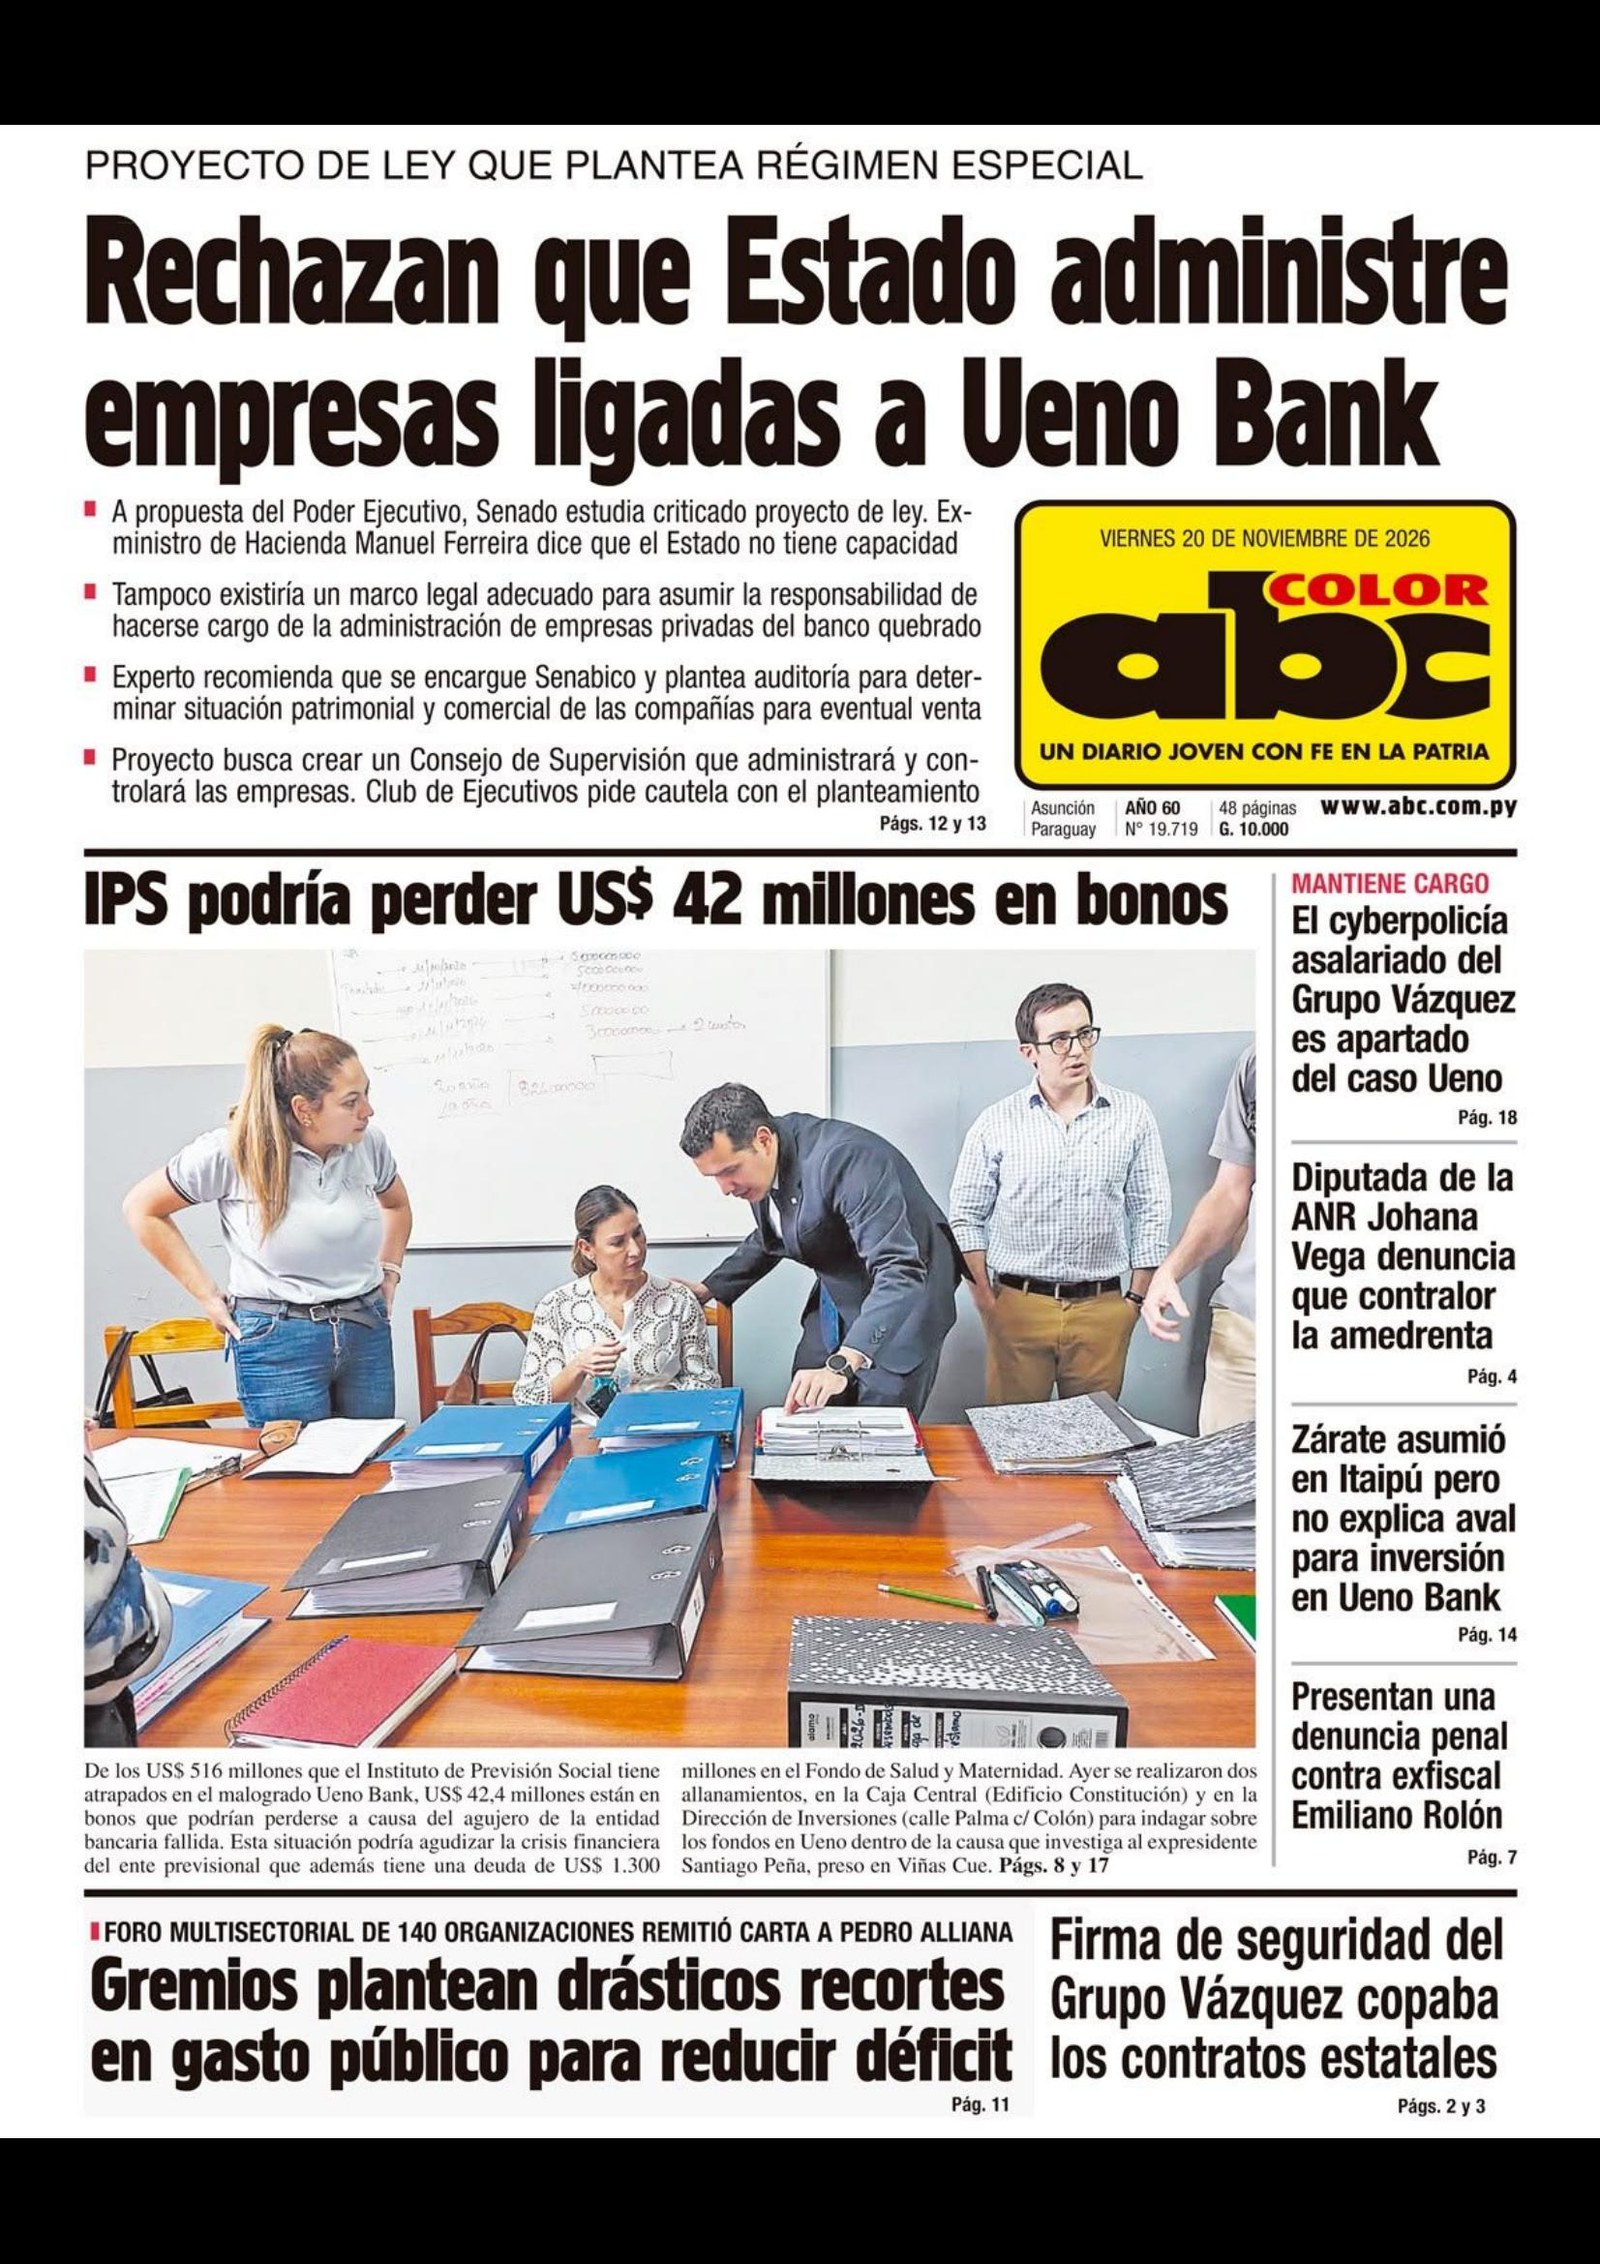 PROYECTO DE LEY QUE PLANTEA RÉGIMEN ESPECIAL
Rechazan que Estado administre
empresas ligadas a Ueno Bank
A propuesta del Poder Ejecutivo, Senado estudia criticado proyecto de ley. Ex-
ministro de Hacienda Manuel Ferreira dice que el Estado no tiene capacidad
Tampoco existiría un marco legal adecuado para asumir la responsabilidad de
hacerse cargo de la administración de empresas privadas del banco quebrado
Experto recomienda que se encargue Senabico y plantea auditoría para deter-
minar situación patrimonial y comercial de las compañías para eventual venta
Proyecto busca crear un Consejo de Supervisión que administrará y con-
trolará las empresas. Club de Ejecutivos pide cautela con el planteamiento
Págs. 12 y 13
VIERNES 20 DE NOVIEMBRE DE 2026
COLOR
abc
UN DIARIO JOVEN CON FE EN LA PATRIA
Asunción
Paraguay
AÑO 60
N° 19.719
48 páginas
G. 10.000
www.abc.com.py
IPS podría perder US$ 42 millones en bonos
De los US$ 516 millones que el Instituto de Previsión Social tiene
atrapados en el malogrado Ueno Bank, US$ 42,4 millones están en
bonos que podrían perderse a causa del agujero de la entidad
bancaria fallida. Esta situación podría agudizar la crisis financiera
del ente previsional que además tiene una deuda de US$ 1.300
millones en el Fondo de Salud y Maternidad. Ayer se realizaron dos
allanamientos, en la Caja Central (Edificio Constitución) y en la
Dirección de Inversiones (calle Palma c/ Colón) para indagar sobre
los fondos en Ueno dentro de la causa que investiga al expresidente
Santiago Peña, preso en Viñas Cue. Págs. 8 y 17
MANTIENE CARGO
El cyberpolicía
asalariado del
Grupo Vázquez
es apartado
del caso Ueno
Pág. 18
Diputada de la
ANR Johana
Vega denuncia
que contralor
la amedrenta
Pág. 4
Zárate asumió
en Itaipú pero
no explica aval
para inversión
en Ueno Bank
Pág. 14
Presentan una
denuncia penal
contra exfiscal
Emiliano Rolón
Pág. 7
FORO MULTISECTORIAL DE 140 ORGANIZACIONES REMITIÓ CARTA A PEDRO ALLIANA
Gremios plantean drásticos recortes
en gasto público para reducir déficit
Pág. 11
Firma de seguridad del
Grupo Vázquez copaba
los contratos estatales
Págs. 2 y 3